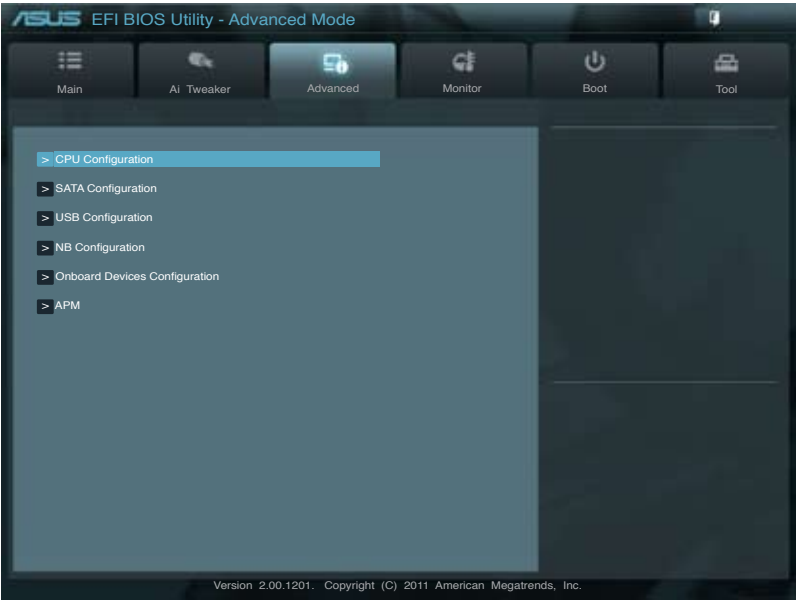 ASUS EFI BIOS Utility - Advanced Mode
Main Ai Tweaker Advanced Monitor Boot Tool
> CPU Configuration
> SATA Configuration
> USB Configuration
> NB Configuration
> Onboard Devices Configuration
> APM
Version 2.00.1201. Copyright (C) 2011 American Megatrends, Inc.